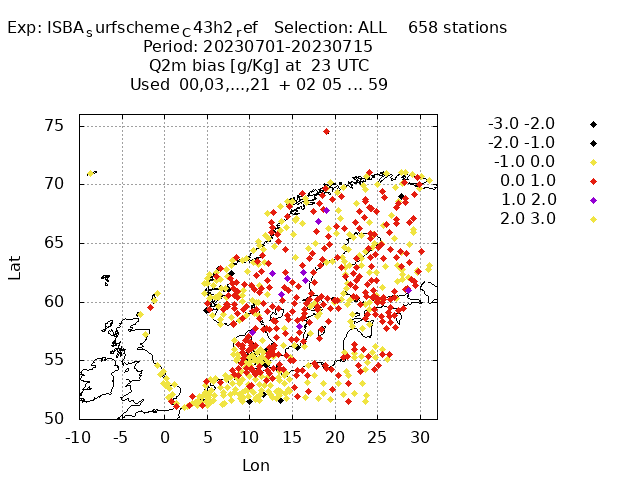 Exp: ISBA_surfscheme_C43h2_ref   Selection: ALL    658 stations
Period: 20230701-20230715
Q2m bias [g/Kg] at  23 UTC
Used  00,03,...,21  + 02 05 ... 59
-3.0 -2.0
-2.0 -1.0
-1.0 0.0
0.0 1.0
1.0 2.0
2.0 3.0
75
70
65
60
55
50
Lat
-10 -5 0 5 10 15 20 25 30
Lon